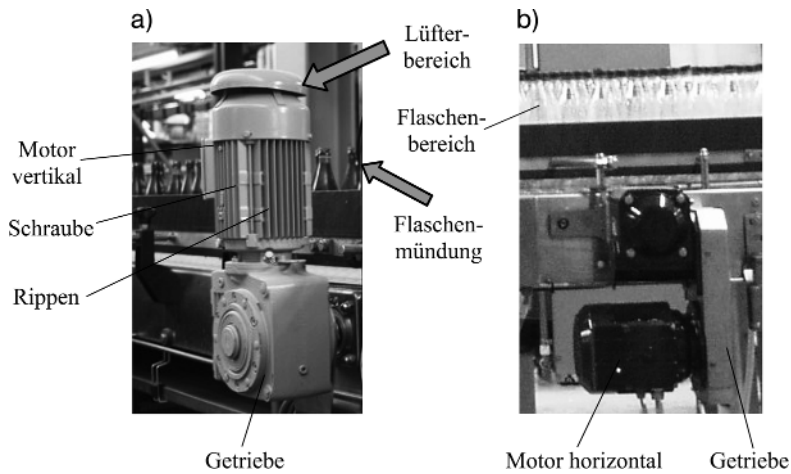 a)
Lüfter-
bereich
Motor
vertikal
Schraube
Rippen
Flaschen-
mündung
Getriebe
b)
Flaschen-
bereich
Motor horizontal
Getriebe